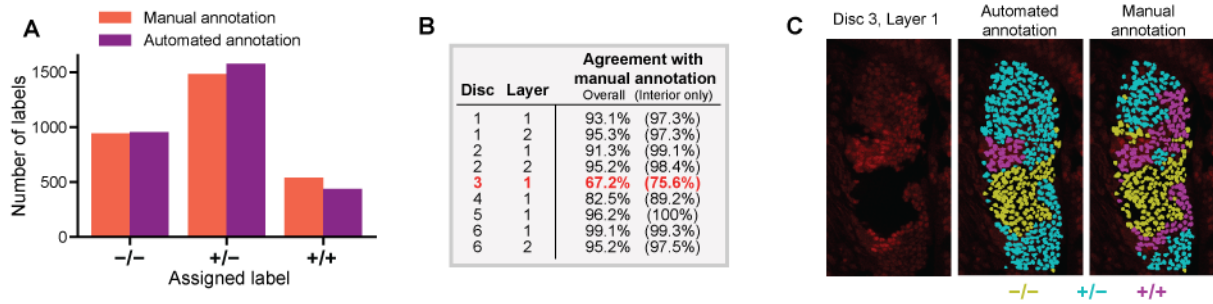 A
Manual annotation
Automated annotation
Number of labels
1500
1000
500
0
−/−
+/−
+/+
Assigned label
B
Agreement with
manual annotation
Disc Layer Overall (Interior only)
1 1 93.1% (97.3%)
1 2 95.3% (97.3%)
2 1 91.3% (99.1%)
2 2 95.2% (98.4%)
3 1 67.2% (75.6%)
4 1 82.5% (89.2%)
5 1 96.2% (100%)
6 1 99.1% (99.3%)
6 2 95.2% (97.5%)
C
Disc 3, Layer 1
Automated
annotation
Manual
annotation
−/− +/− +/+